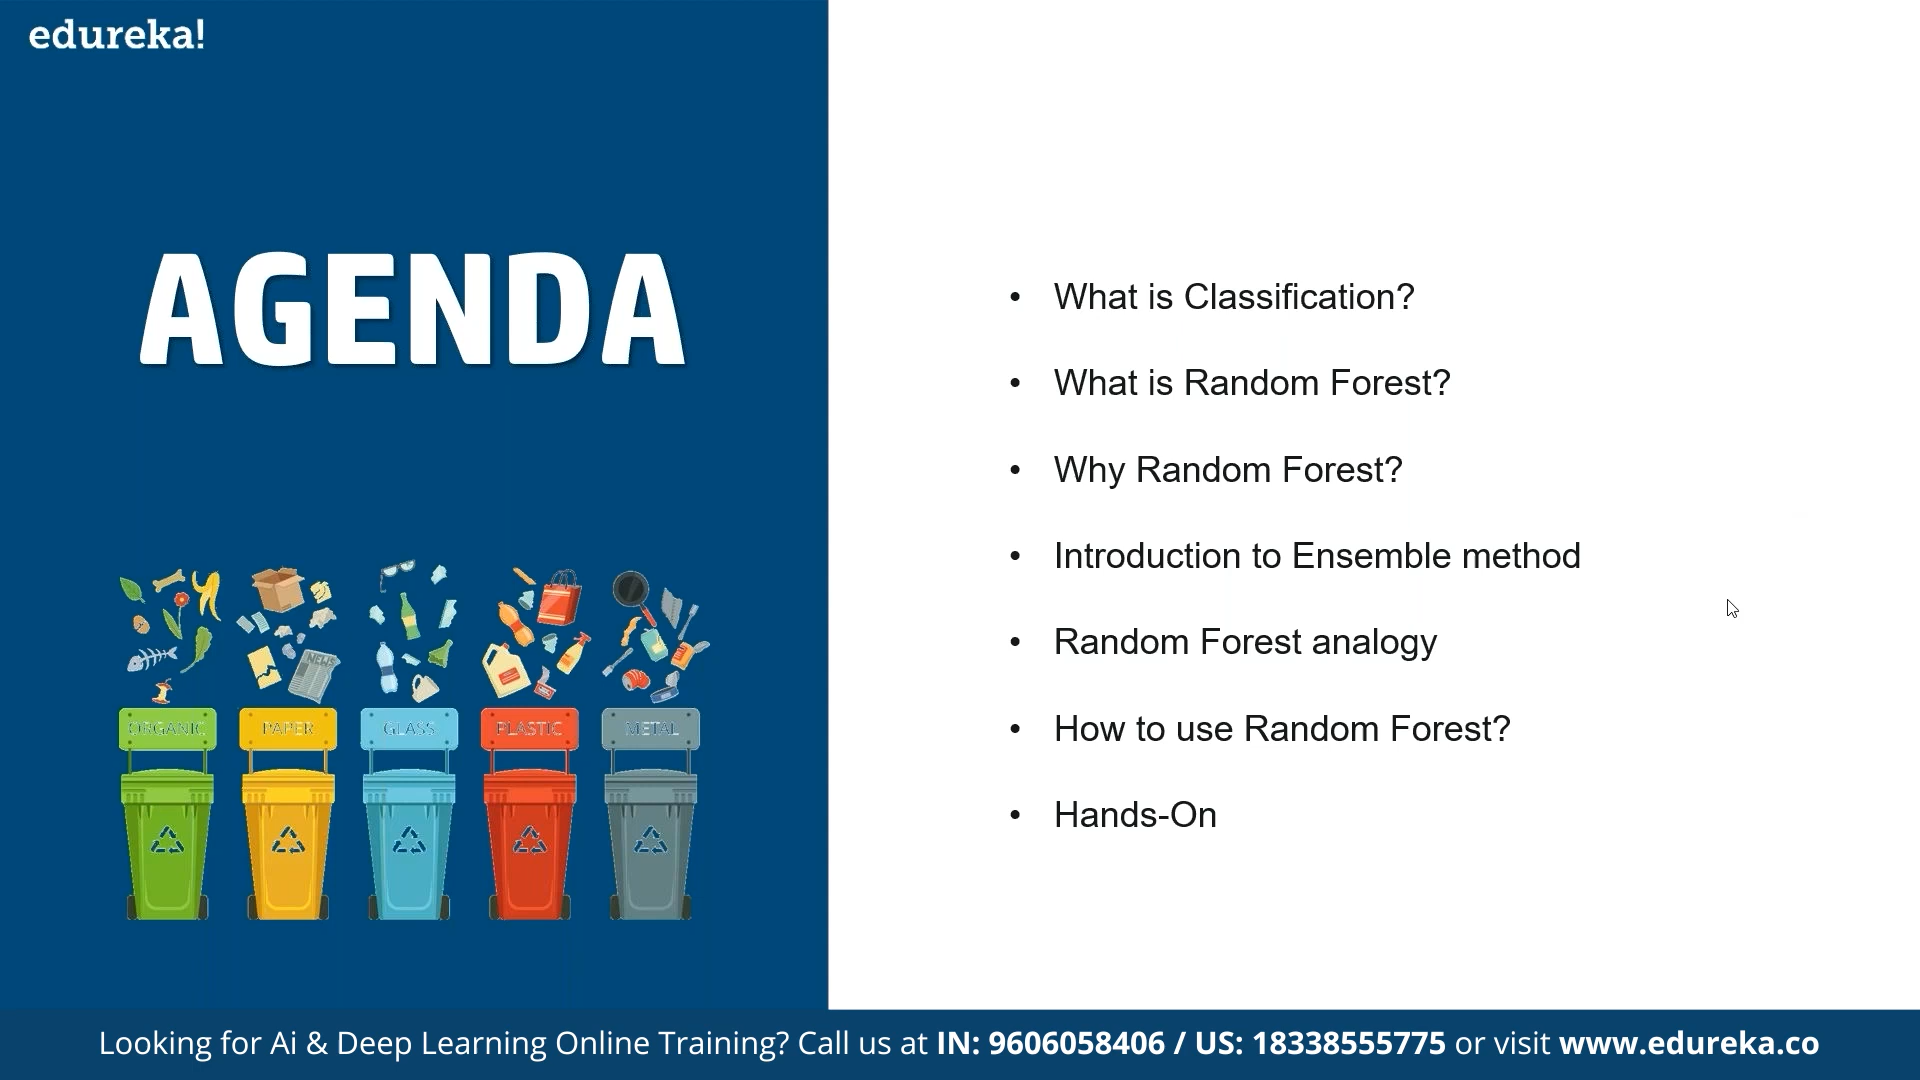 edureka!
AGENDA
• What is Classification?
• What is Random Forest?
• Why Random Forest?
• Introduction to Ensemble method
• Random Forest analogy
• How to use Random Forest?
• Hands-On
NEWS
ORGANIC PAPER GLASS PLASTIC METAL
Looking for Ai & Deep Learning Online Training? Call us at IN: 9606058406 / US: 18338555775 or visit www.edureka.co